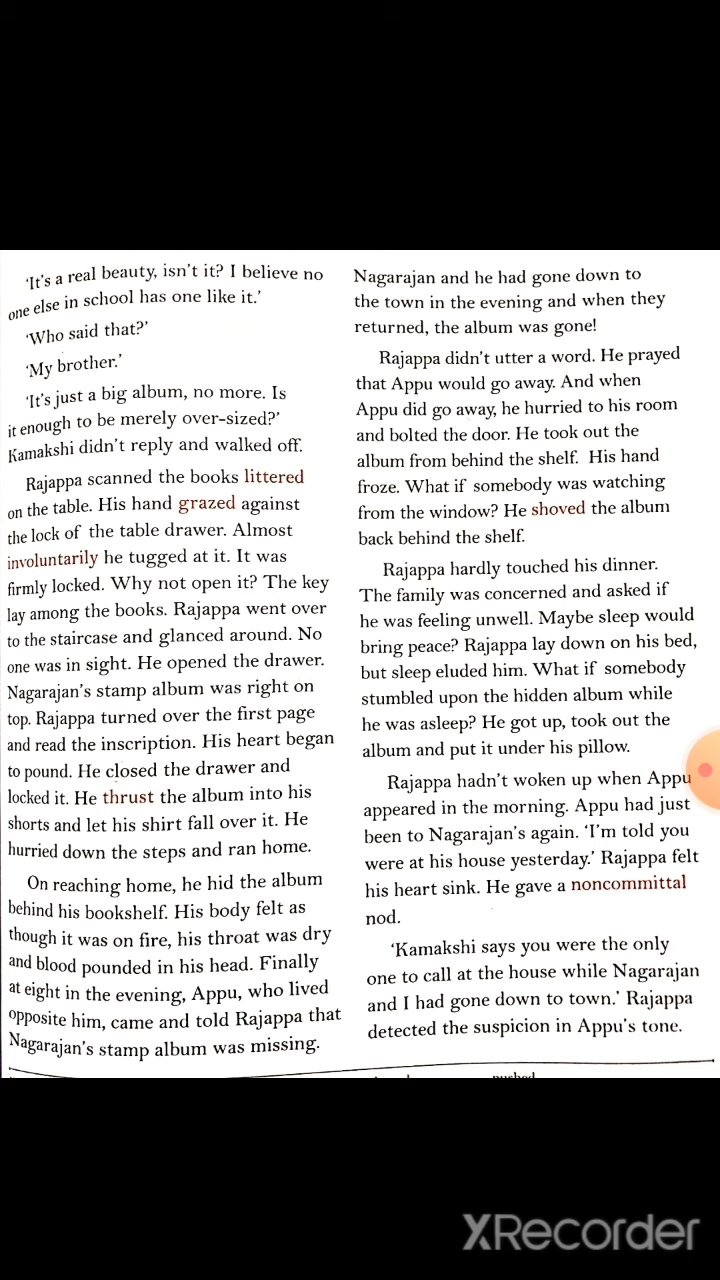 ‘It’s a real beauty, isn’t it? I believe no
one else in school has one like it.’
‘Who said that?’
‘My brother.’
‘It’s just a big album, no more. Is
it enough to be merely over-sized?’
Kamakshi didn’t reply and walked off.
Rajappa scanned the books littered
on the table. His hand grazed against
the lock of the table drawer. Almost
involuntarily he tugged at it. It was
firmly locked. Why not open it? The key
lay among the books. Rajappa went over
to the staircase and glanced around. No
one was in sight. He opened the drawer.
Nagarajan’s stamp album was right on
top. Rajappa turned over the first page
and read the inscription. His heart began
to pound. He closed the drawer and
locked it. He thrust the album into his
shorts and let his shirt fall over it. He
hurried down the steps and ran home.
On reaching home, he hid the album
behind his bookshelf. His body felt as
though it was on fire, his throat was dry
and blood pounded in his head. Finally
at eight in the evening, Appu, who lived
opposite him, came and told Rajappa that
Nagarajan’s stamp album was missing.
Nagarajan and he had gone down to
the town in the evening and when they
returned, the album was gone!
Rajappa didn’t utter a word. He prayed
that Appu would go away. And when
Appu did go away, he hurried to his room
and bolted the door. He took out the
album from behind the shelf. His hand
froze. What if somebody was watching
from the window? He shoved the album
back behind the shelf.
Rajappa hardly touched his dinner.
The family was concerned and asked if
he was feeling unwell. Maybe sleep would
bring peace? Rajappa lay down on his bed,
but sleep eluded him. What if somebody
stumbled upon the hidden album while
he was asleep? He got up, took out the
album and put it under his pillow.
Rajappa hadn’t woken up when Appu
appeared in the morning. Appu had just
been to Nagarajan’s again. ‘I’m told you
were at his house yesterday.’ Rajappa felt
his heart sink. He gave a noncommittal
nod.
‘Kamakshi says you were the only
one to call at the house while Nagarajan
and I had gone down to town.’ Rajappa
detected the suspicion in Appu’s tone.
XRecorder